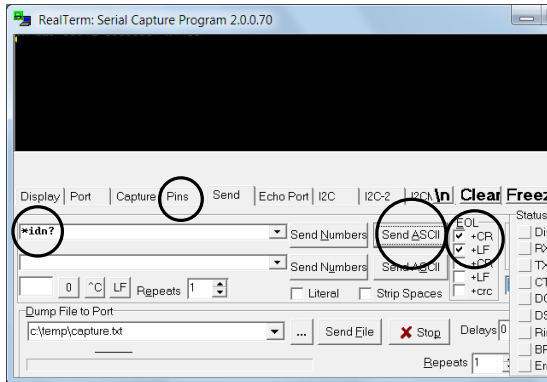 RealTerm: Serial Capture Program 2.0.0.70
Display Port Capture Pins Send Echo Port I2C I2C-2 \n Clear Freez
*idn? Send Numbers Send ASCII EOL
+CR
+LF
Send Numbers Send ASCII +CR
+LF
0 ^C LF Repeats 1 Literal Strip Spaces +crc
Status
Dump File to Port
c:\temp\capture.txt ... Send File Stop Delays 0
Repeats 1